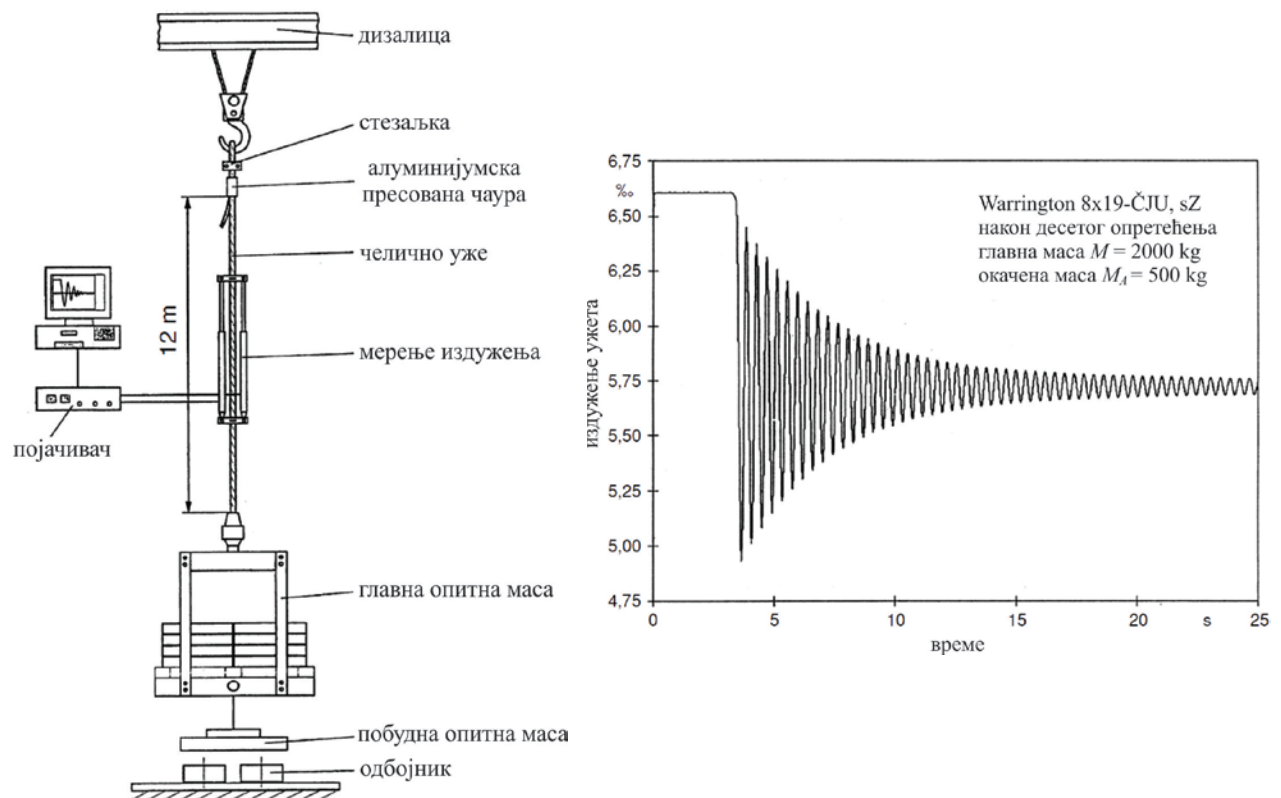 дизалица
стезаљка
алуминијумска
пресована чаура
челично уже
12 m
мерење издужења
појачивач
главна опитна маса
побудна опитна маса
одбојник
6,75
‰
6,50
6,25
6,00
5,75
5,50
5,25
5,00
4,75
издужење ужета
Warrington 8x19-ČJU, sZ
након десетог опретећења
главна маса M = 2000 kg
окачена маса M_A = 500 kg
0 5 10 15 20 s 25
време